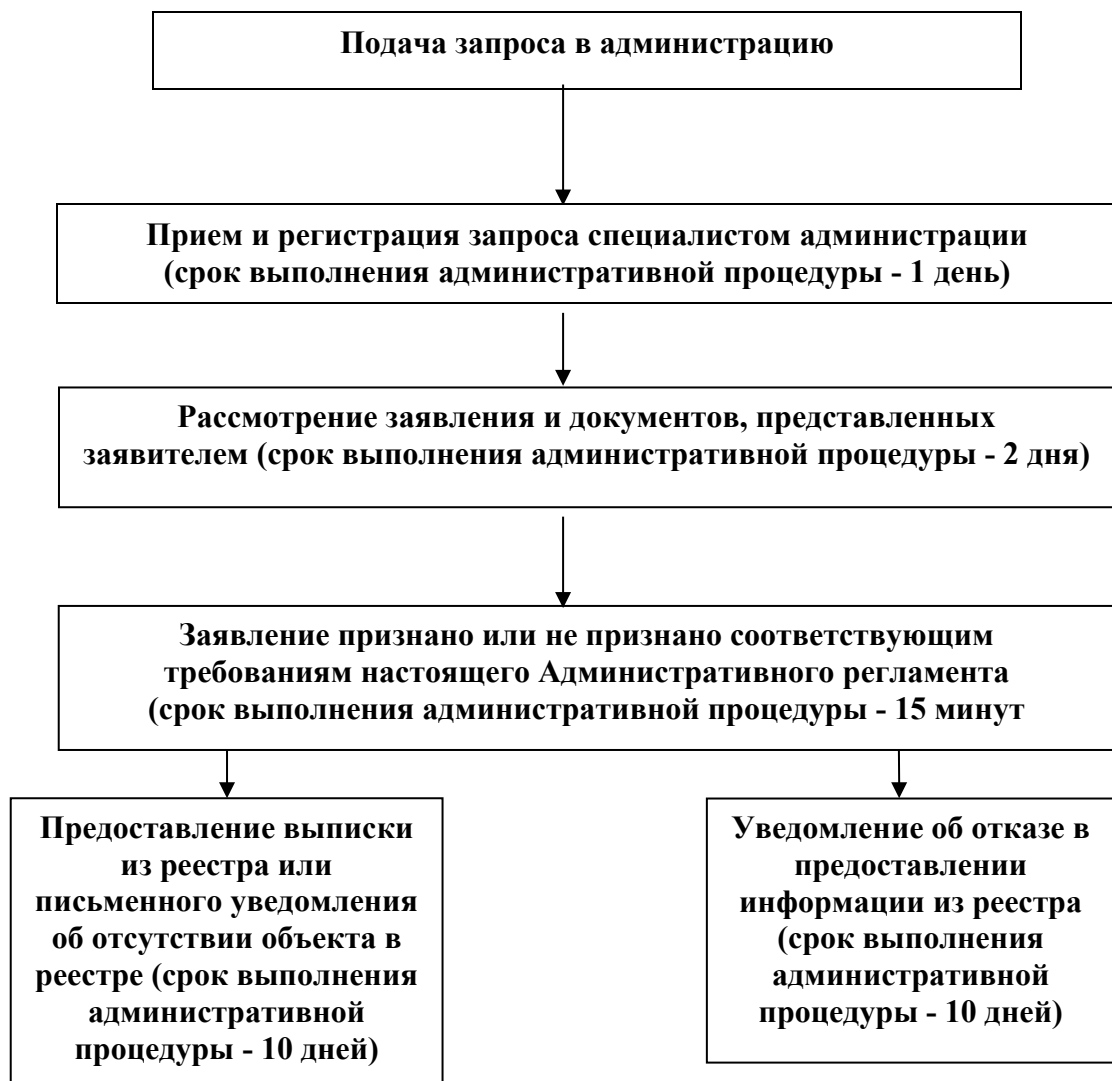 Подача запроса в администрацию
Прием и регистрация запроса специалистом администрации
(срок выполнения административной процедуры - 1 день)
Рассмотрение заявления и документов, представленных
заявителем (срок выполнения административной процедуры - 2 дня)
Заявление признано или не признано соответствующим
требованиям настоящего Административного регламента
(срок выполнения административной процедуры - 15 минут
Предоставление выписки
из реестра или
письменного уведомления
об отсутствии объекта в
реестре (срок выполнения
административной
процедуры - 10 дней)
Уведомление об отказе в
предоставлении
информации из реестра
(срок выполнения
административной
процедуры - 10 дней)